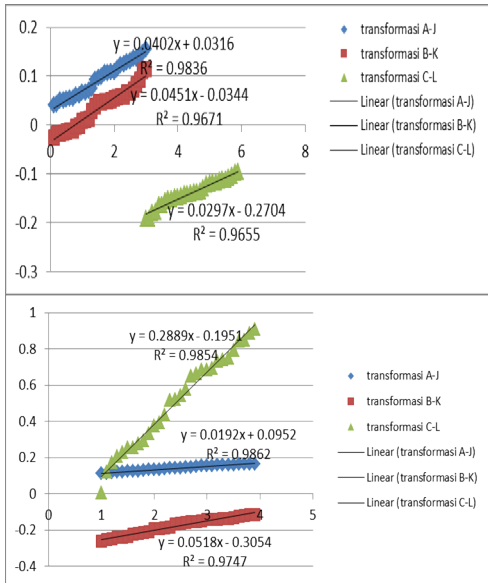 0.2
0.1
0
-0.1
-0.2
-0.3
0
2
4
6
8
y = 0.0402x + 0.0316
R² = 0.9836
y = 0.0451x - 0.0344
R² = 0.9671
y = 0.0297x - 0.2704
R² = 0.9655
transformasi A-J
transformasi B-K
transformasi C-L
Linear (transformasi A-J)
Linear (transformasi B-K)
Linear (transformasi C-L)
1
0.8
0.6
0.4
0.2
0
-0.2
-0.4
0
1
2
3
4
5
y = 0.2889x - 0.1951
R² = 0.9854
y = 0.0192x + 0.0952
R² = 0.9862
y = 0.0518x - 0.3054
R² = 0.9747
transformasi A-J
transformasi B-K
transformasi C-L
Linear (transformasi A-J)
Linear (transformasi B-K)
Linear (transformasi C-L)